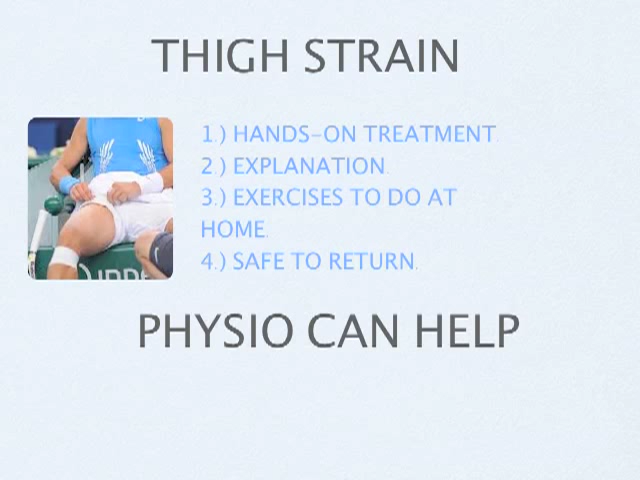 THIGH STRAIN
1.) HANDS-ON TREATMENT.
2.) EXPLANATION.
3.) EXERCISES TO DO AT
HOME.
4.) SAFE TO RETURN.
PHYSIO CAN HELP